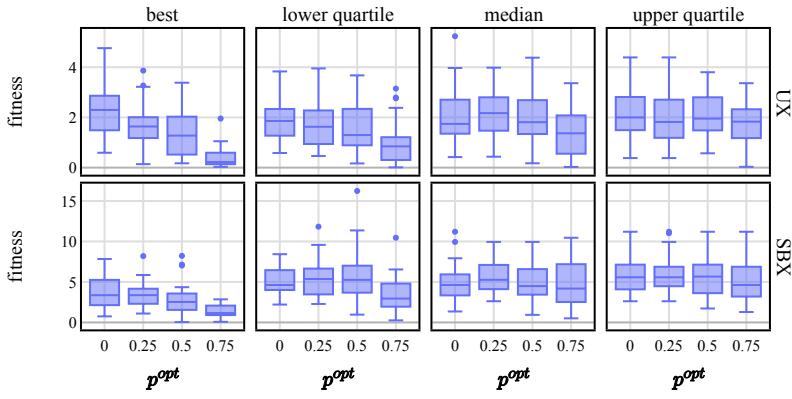 best lower quartile median upper quartile
fitness
4
2
0
UX
fitness
15
10
5
0
SBX
0 0.25 0.5 0.75 0 0.25 0.5 0.75 0 0.25 0.5 0.75 0 0.25 0.5 0.75
p^opt p^opt p^opt p^opt